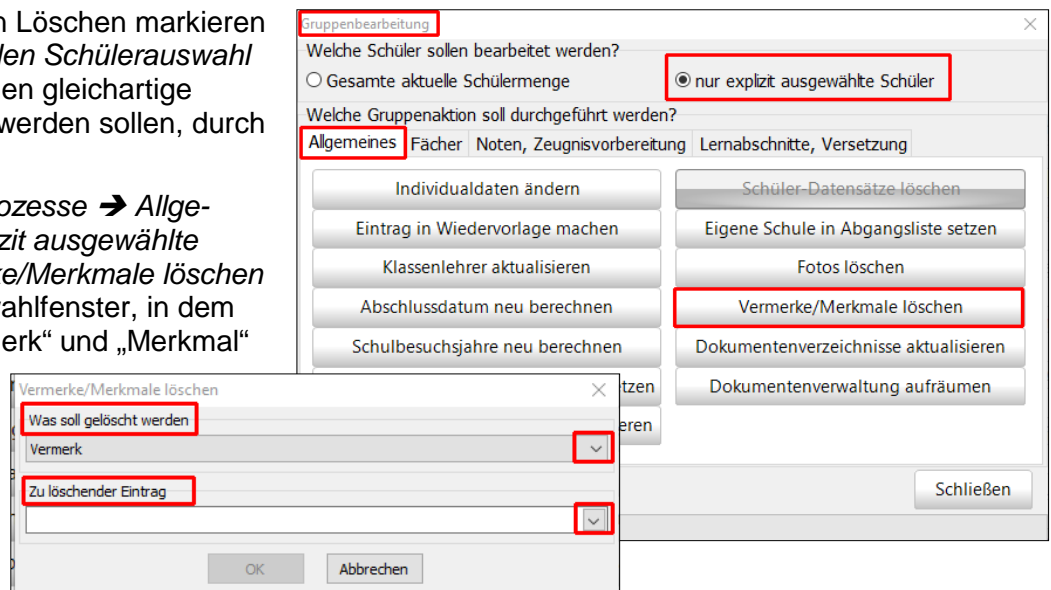 n Löschen markieren
len Schülerauswahl
en gleichartige
werden sollen, durch
ozesse ➔ Allge-
zit ausgewählte
ke/Merkmale löschen
ahlfenster, in dem
erk“ und „Merkmal“
Gruppenbearbeitung
Welche Schüler sollen bearbeitet werden?
Gesamte aktuelle Schülermenge nur explizit ausgewählte Schüler
Welche Gruppenaktion soll durchgeführt werden?
Allgemeines Fächer Noten, Zeugnisvorbereitung Lernabschnitte, Versetzung
Individualdaten ändern Schüler-Datensätze löschen
Eintrag in Wiedervorlage machen Eigene Schule in Abgangsliste setzen
Klassenlehrer aktualisieren Fotos löschen
Abschlussdatum neu berechnen Vermerke/Merkmale löschen
Schulbesuchsjahre neu berechnen Dokumentenverzeichnisse aktualisieren
etzen Dokumentenverwaltung aufräumen
eren
Schließen
Vermerke/Merkmale löschen
Was soll gelöscht werden
Vermerk
Zu löschender Eintrag
OK Abbrechen